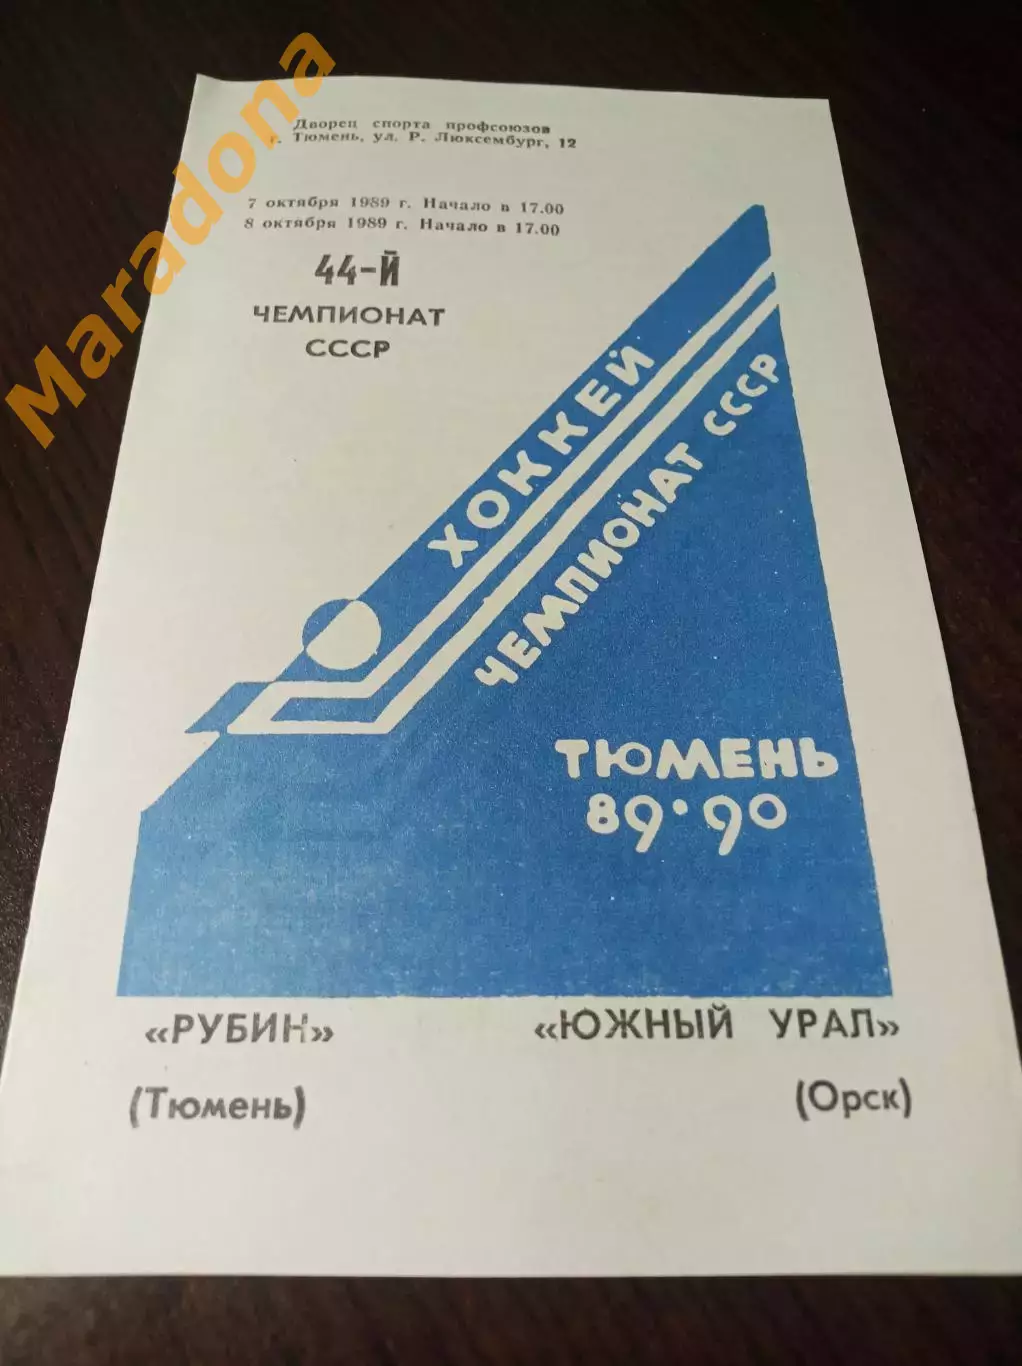 Дворец спорта профсоюзов
г. Тюмень, ул. Р. Люксембург, 12
7 октября 1989 г. Начало в 17.00
8 октября 1989 г. Начало в 17.00
44-Й
ЧЕМПИОНАТ
СССР
ХОККЕЙ
ЧЕМПИОНАТ СССР
ТЮМЕНЬ
89•90
«РУБИН» «ЮЖНЫЙ УРАЛ»
(Тюмень) (Орск)
Maradona
Maradona